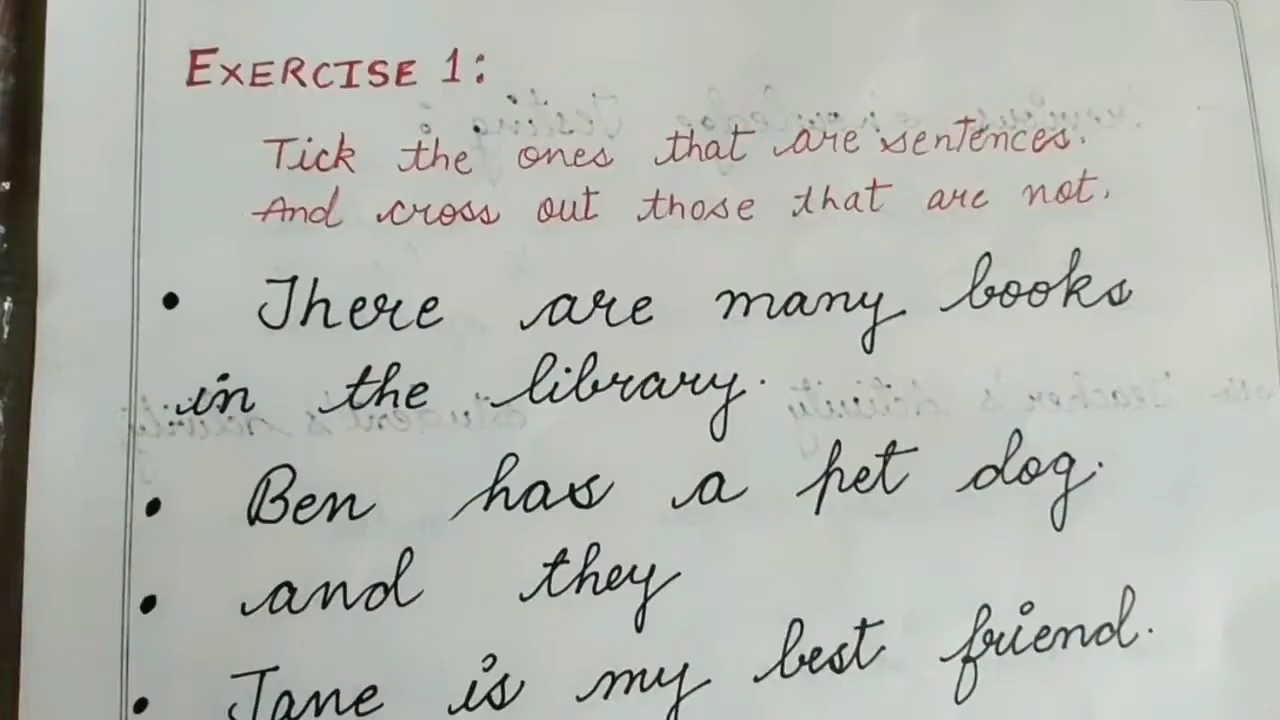 EXERCISE 1:
Tick the ones that are sentences.
And cross out those that are not.
• There are many books
in the library.
• Ben has a pet dog.
• and they
• Jane is my best friend.